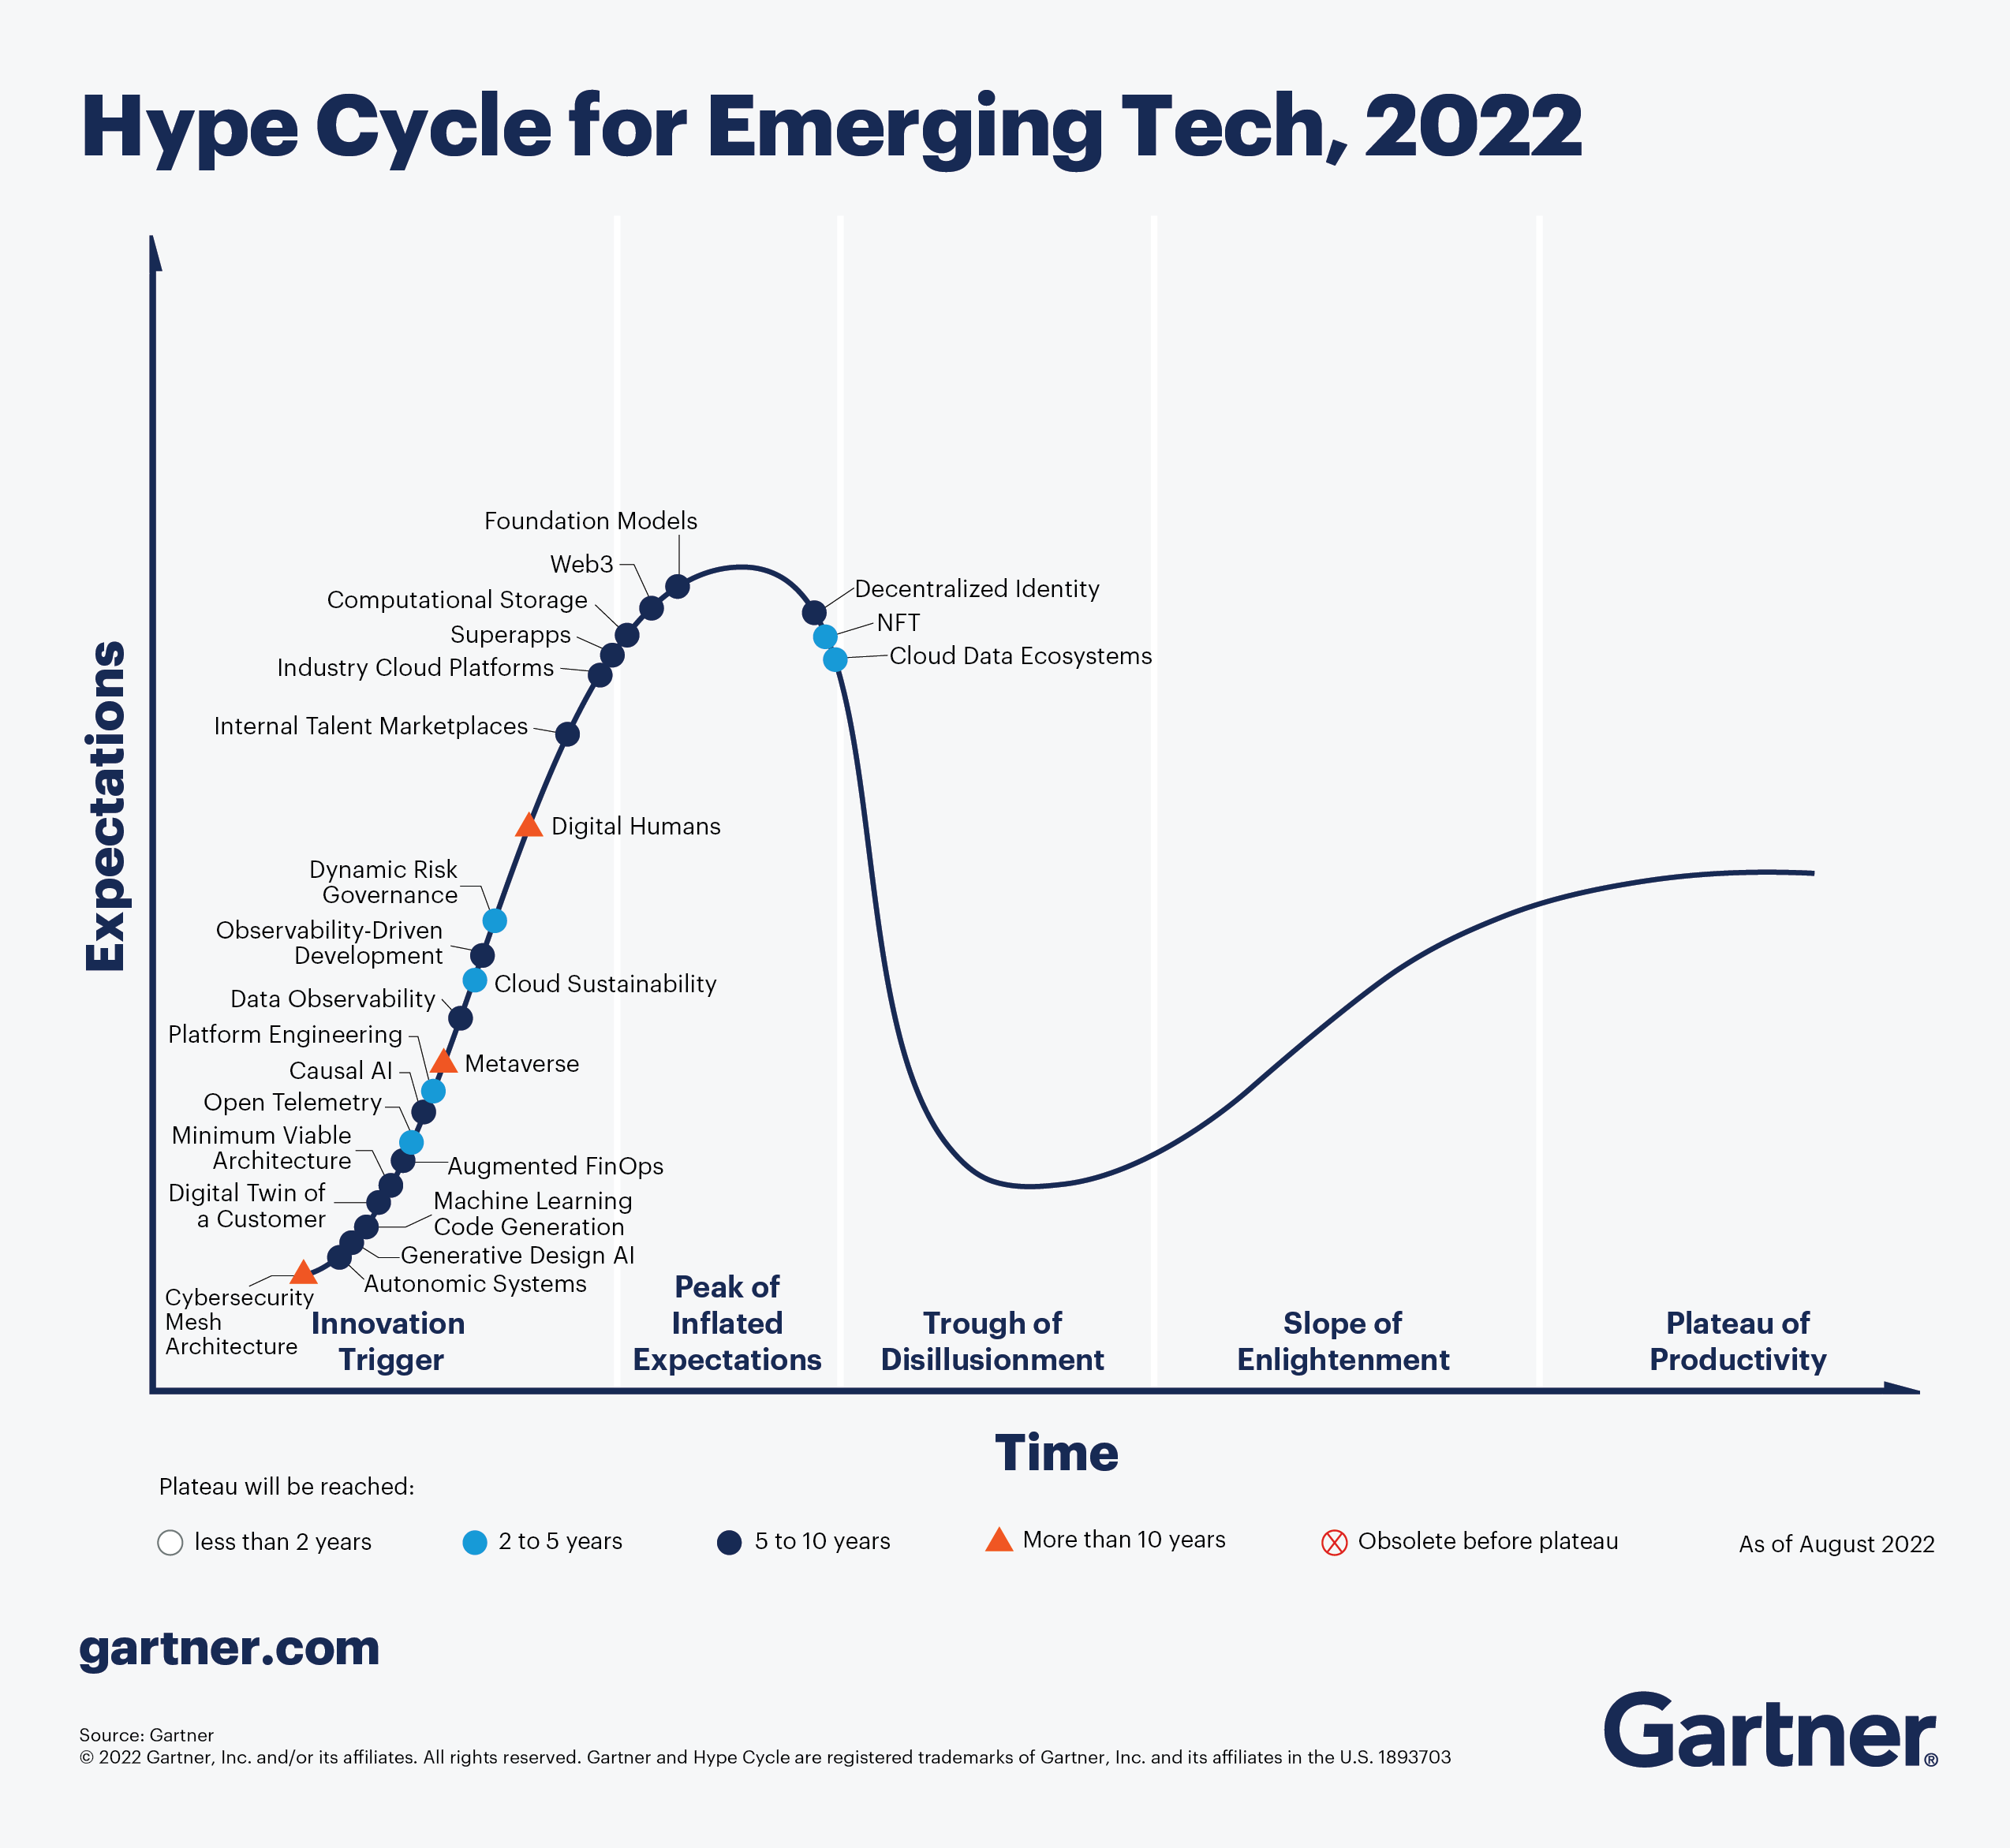 Hype Cycle for Emerging Tech, 2022
Expectations
Foundation Models
Web3
Computational Storage
Superapps
Industry Cloud Platforms
Internal Talent Marketplaces
Decentralized Identity
NFT
Cloud Data Ecosystems
Digital Humans
Dynamic Risk
Governance
Observability-Driven
Development
Cloud Sustainability
Data Observability
Platform Engineering
Metaverse
Causal AI
Open Telemetry
Minimum Viable
Architecture
Augmented FinOps
Digital Twin of
a Customer
Machine Learning
Code Generation
Generative Design AI
Autonomic Systems
Cybersecurity
Mesh
Architecture
Innovation
Trigger
Peak of
Inflated
Expectations
Trough of
Disillusionment
Slope of
Enlightenment
Plateau of
Productivity
Time
Plateau will be reached:
less than 2 years
2 to 5 years
5 to 10 years
More than 10 years
Obsolete before plateau
As of August 2022
gartner.com
Source: Gartner
© 2022 Gartner, Inc. and/or its affiliates. All rights reserved. Gartner and Hype Cycle are registered trademarks of Gartner, Inc. and its affiliates in the U.S. 1893703
Gartner®